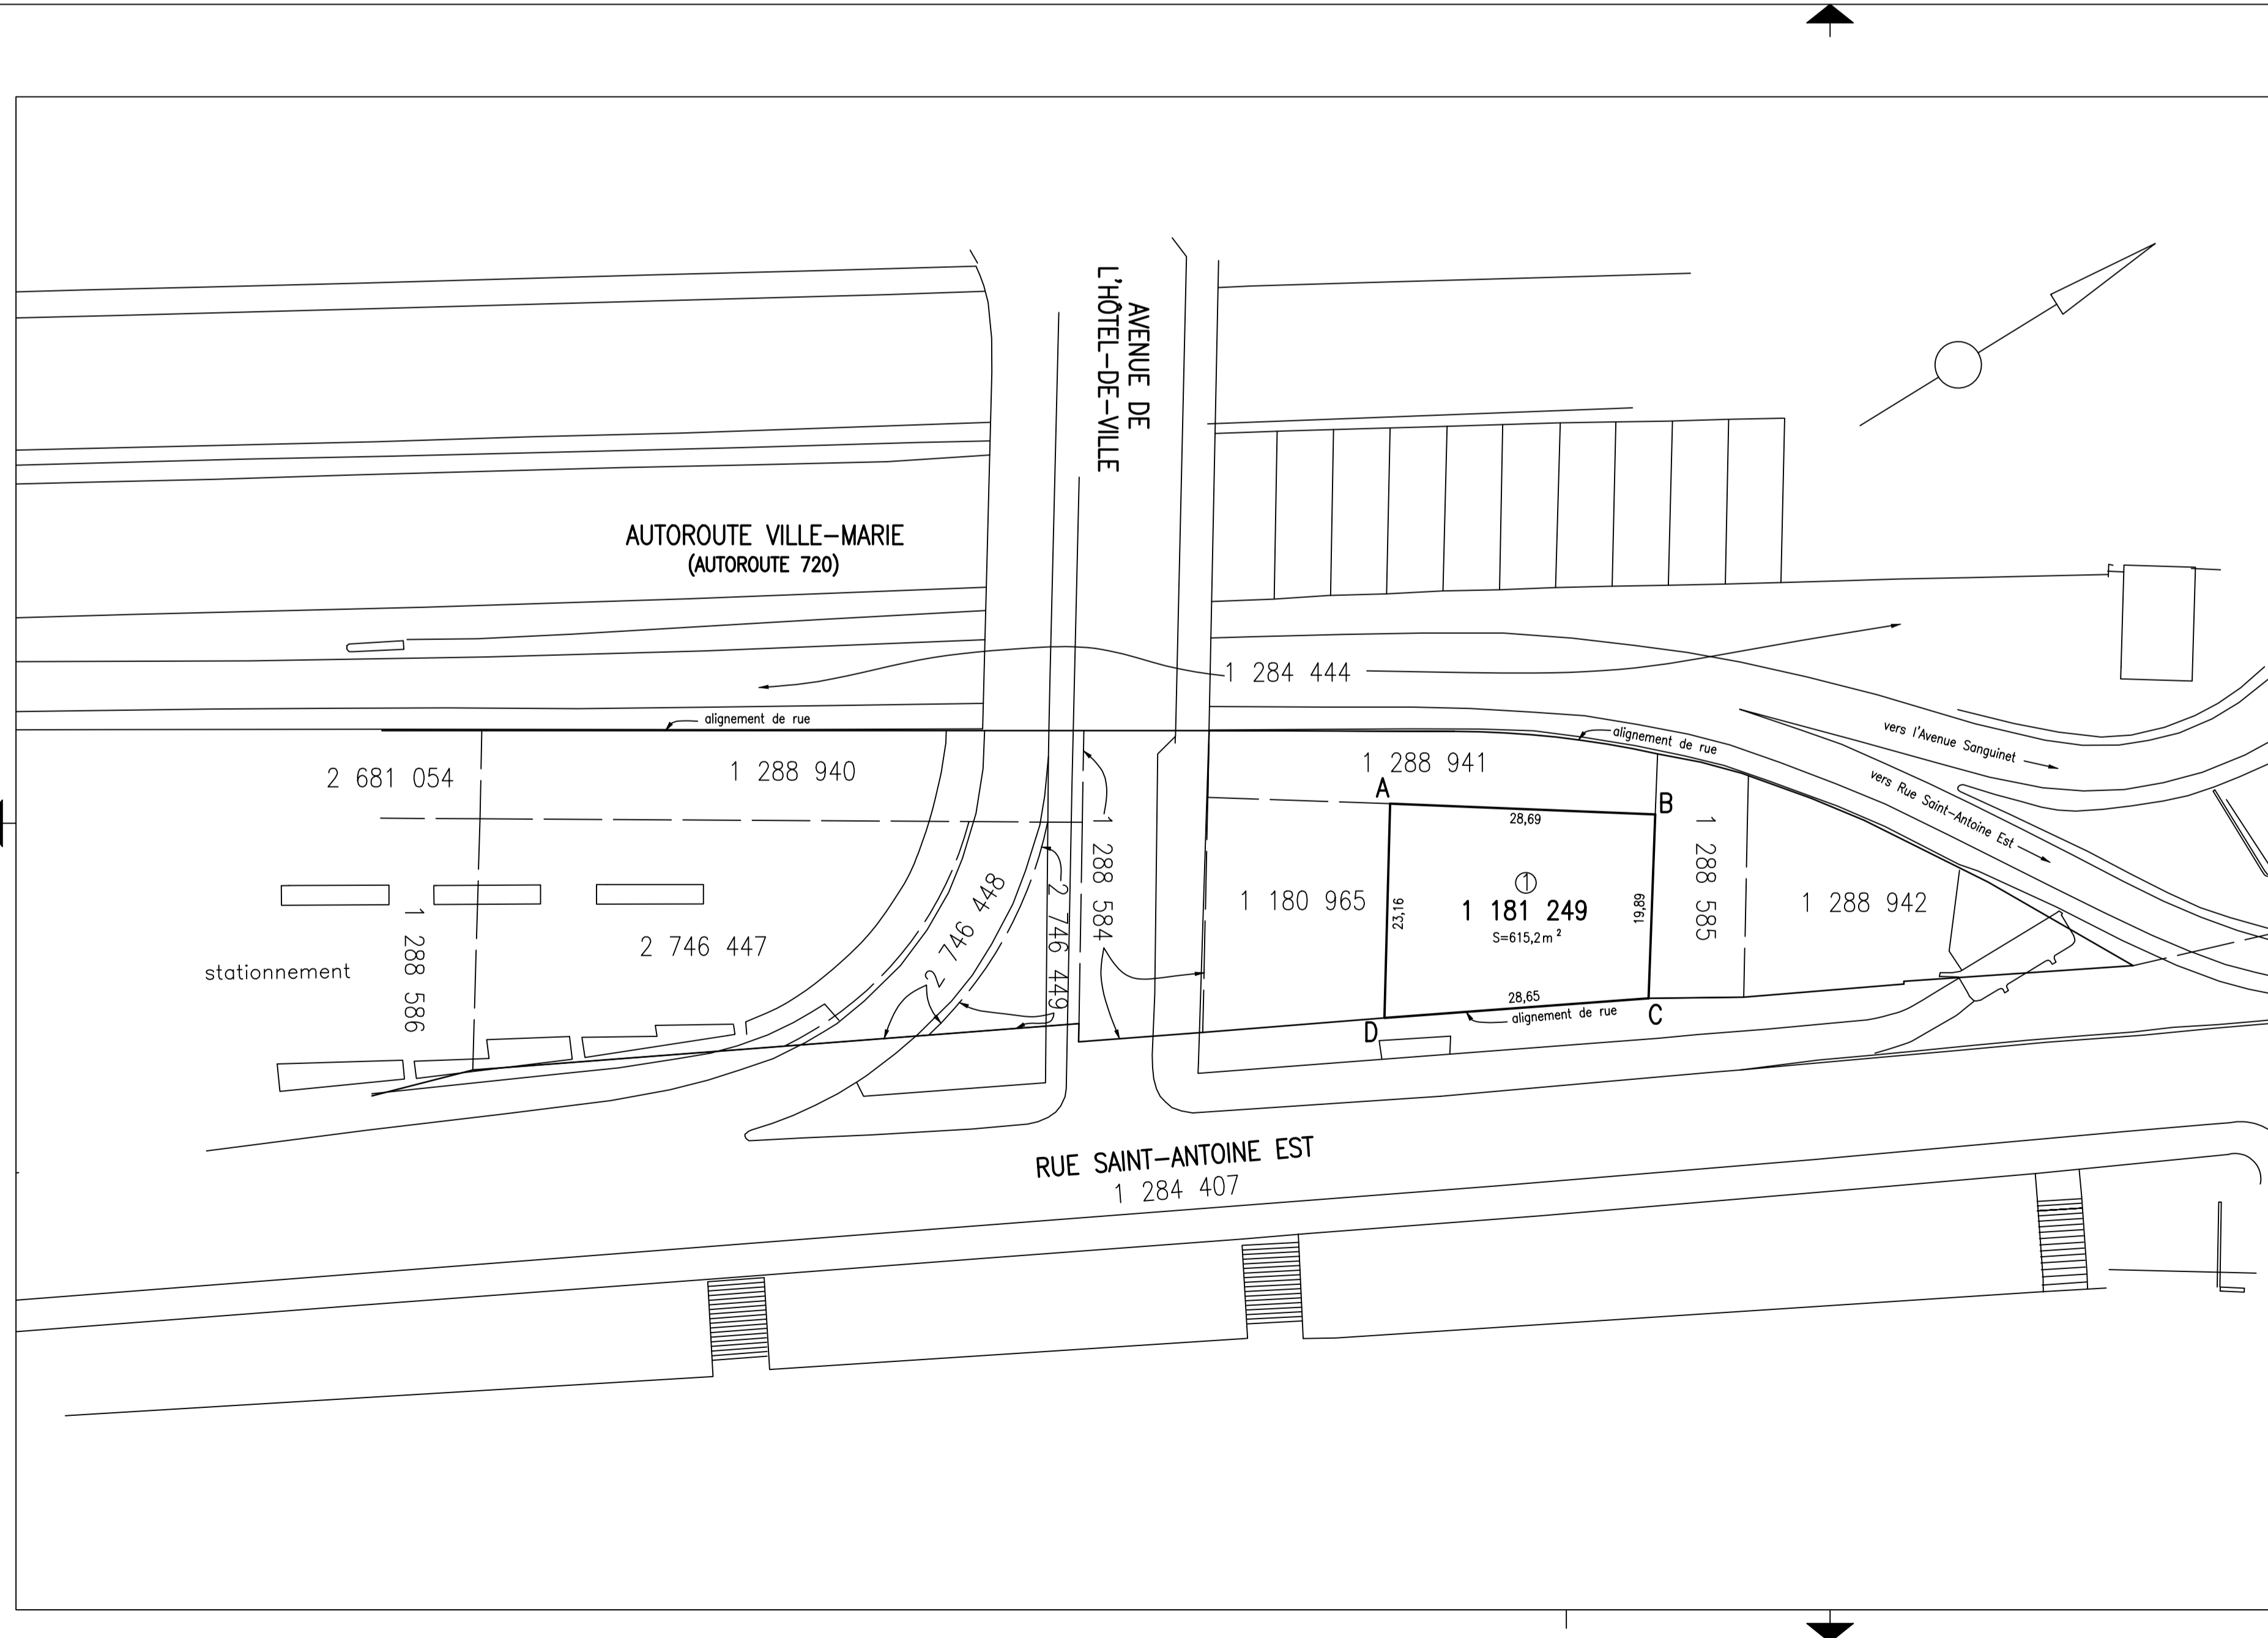 AVENUE DE
L'HÔTEL-DE-VILLE
AUTOROUTE VILLE-MARIE
(AUTOROUTE 720)
1 284 444
alignement de rue
alignement de rue
vers l'Avenue Sanguinet
vers Rue Saint-Antoine Est
2 681 054
1 288 940
1 288 941
A
B
28,69
1 288 584
1 288 585
1
1 181 249
S=615,2m²
23,16
19,89
1 180 965
1 288 942
2 746 448
2 746 449
1 288 586
2 746 447
stationnement
28,65
alignement de rue
C
D
RUE SAINT-ANTOINE EST
1 284 407